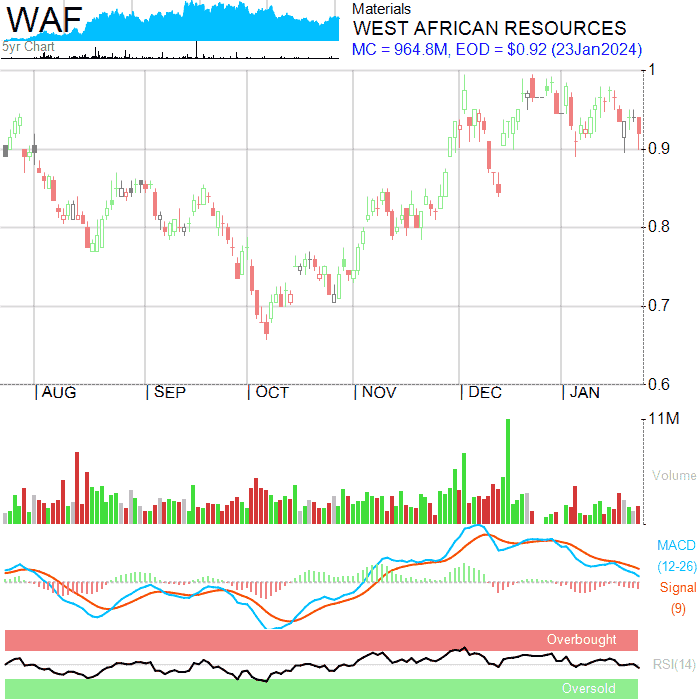 WAF
5yr Chart
Materials
WEST AFRICAN RESOURCES
MC = 964.8M, EOD = $0.92 (23Jan2024)
1
0.9
0.8
0.7
0.6
AUG SEP OCT NOV DEC JAN
11M
Volume
MACD
(12-26)
Signal
(9)
Overbought
RSI(14)
Oversold